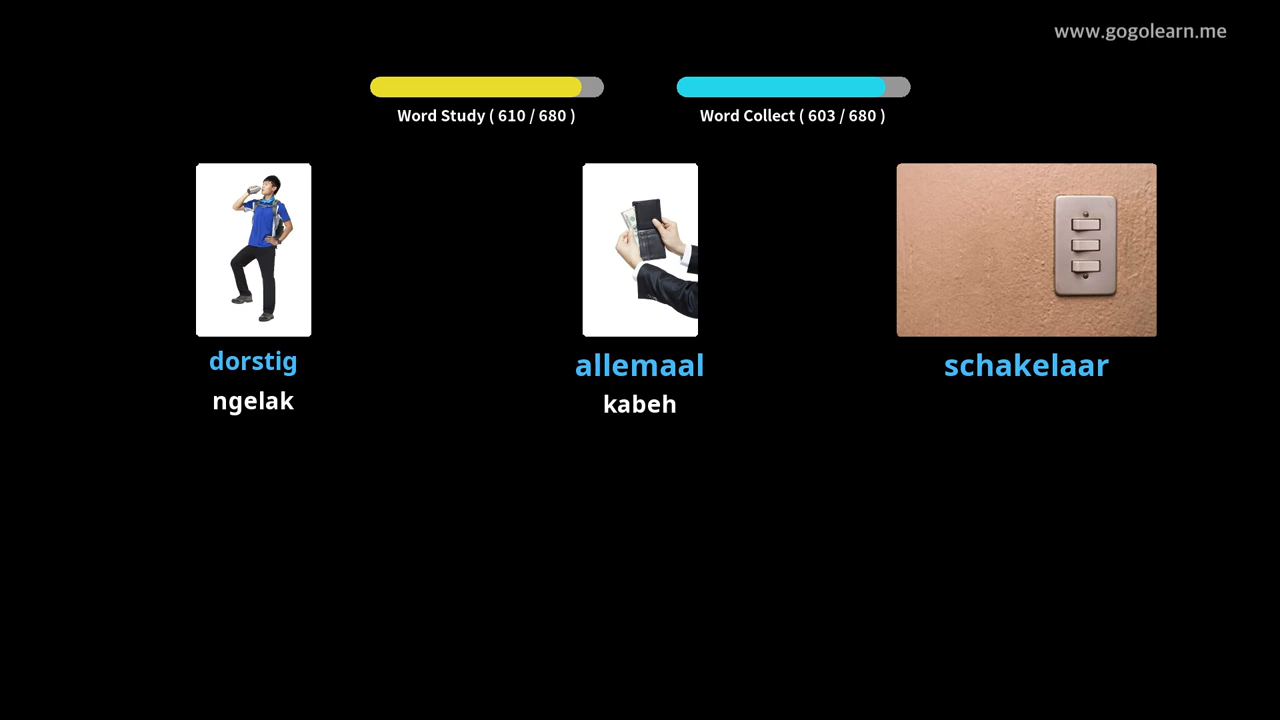 www.gogolearn.me
Word Study ( 610 / 680 )
Word Collect ( 603 / 680 )
dorstig
ngelak
allemaal
kabeh
schakelaar